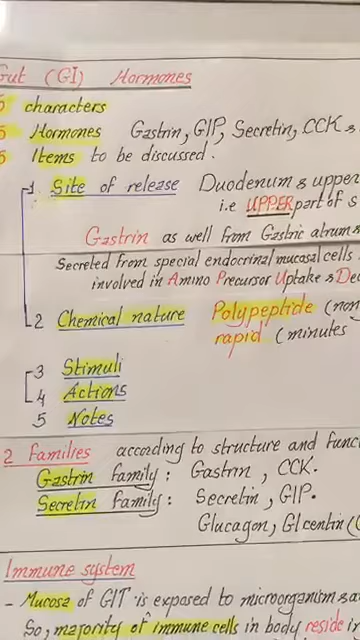 Gut (GI) Hormones
5 characters
5 Hormones Gastrin, GIP, Secretin, CCK &
5 Items to be discussed.
1 Site of release Duodenum & upper
i.e UPPER part of s
Gastrin as well from Gastric atrum &
Secreted from special endocrinal mucosal cells
involved in Amino Precursor Uptake & De
2 Chemical nature Polypeptide (non
rapid (minutes
3 Stimuli
4 Actions
5 Notes
2 Families according to structure and func
Gastrin family: Gastrin, CCK.
Secretin family: Secretin, GIP.
Glucagon, Glcentin (
Immune system
- Mucosa of GIT is exposed to microorganism & a
So, majority of immune cells in body reside i